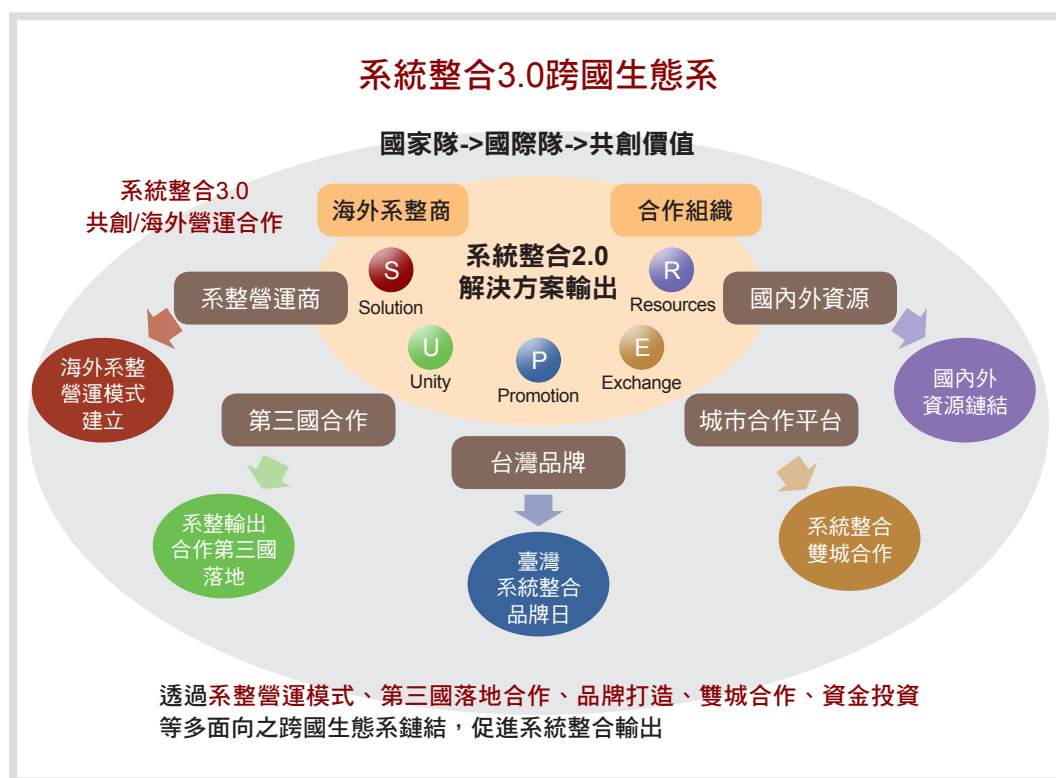 系統整合3.0跨國生態系
國家隊->國際隊->共創價值
系統整合3.0
共創/海外營運合作
海外系整商
合作組織
系統整合2.0
解決方案輸出
S
Solution
R
Resources
系整營運商
國內外資源
U
Unity
P
Promotion
E
Exchange
海外系整
營運模式
建立
國內外
資源鏈結
第三國合作
城市合作平台
台灣品牌
系整輸出
合作第三國
落地
臺灣
系統整合
品牌日
系統整合
雙城合作
透過系整營運模式、第三國落地合作、品牌打造、雙城合作、資金投資
等多面向之跨國生態系鏈結，促進系統整合輸出